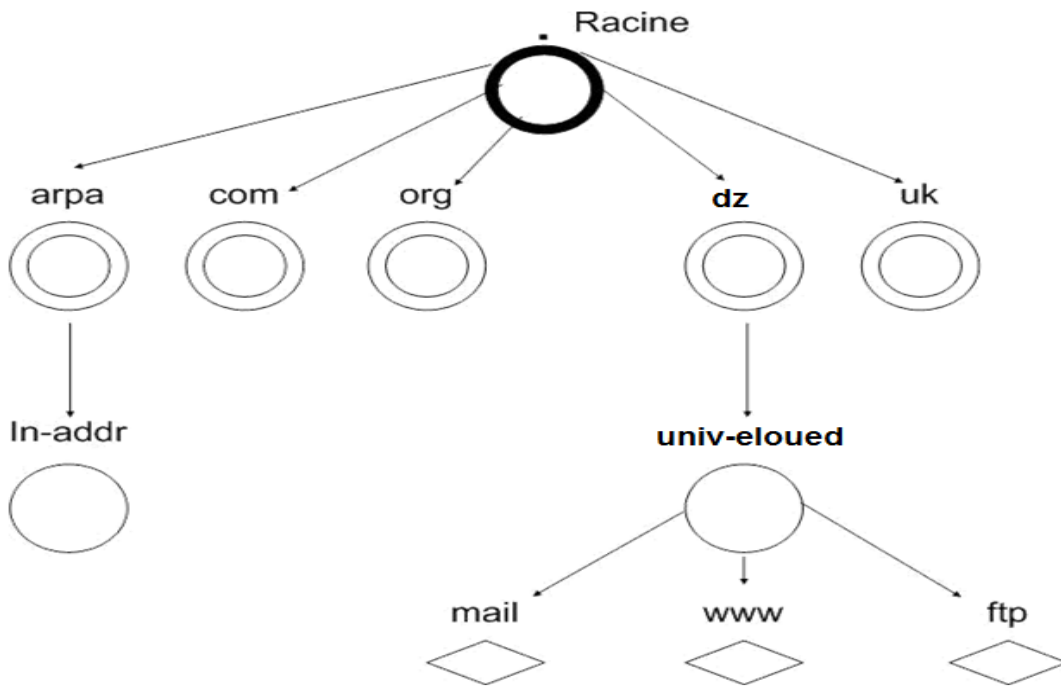 . Racine
arpa com org dz uk
In-addr univ-eloued
mail www ftp